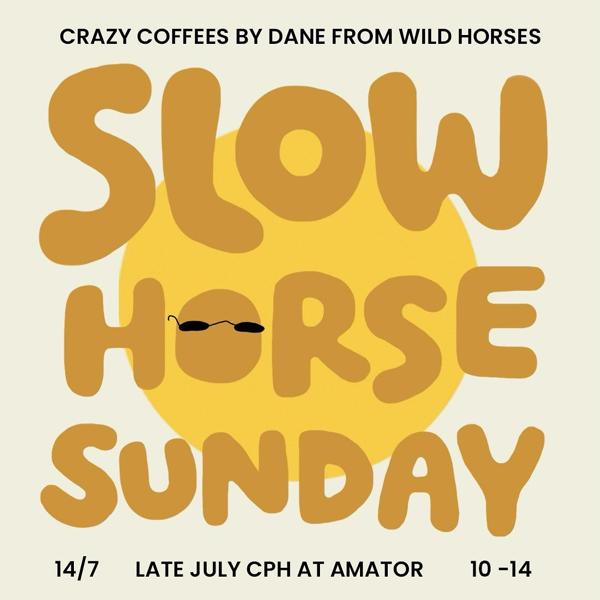 CRAZY COFFEES BY DANE FROM WILD HORSES
SLOW
HORSE
SUNDAY
14/7 LATE JULY CPH AT AMATOR 10 -14